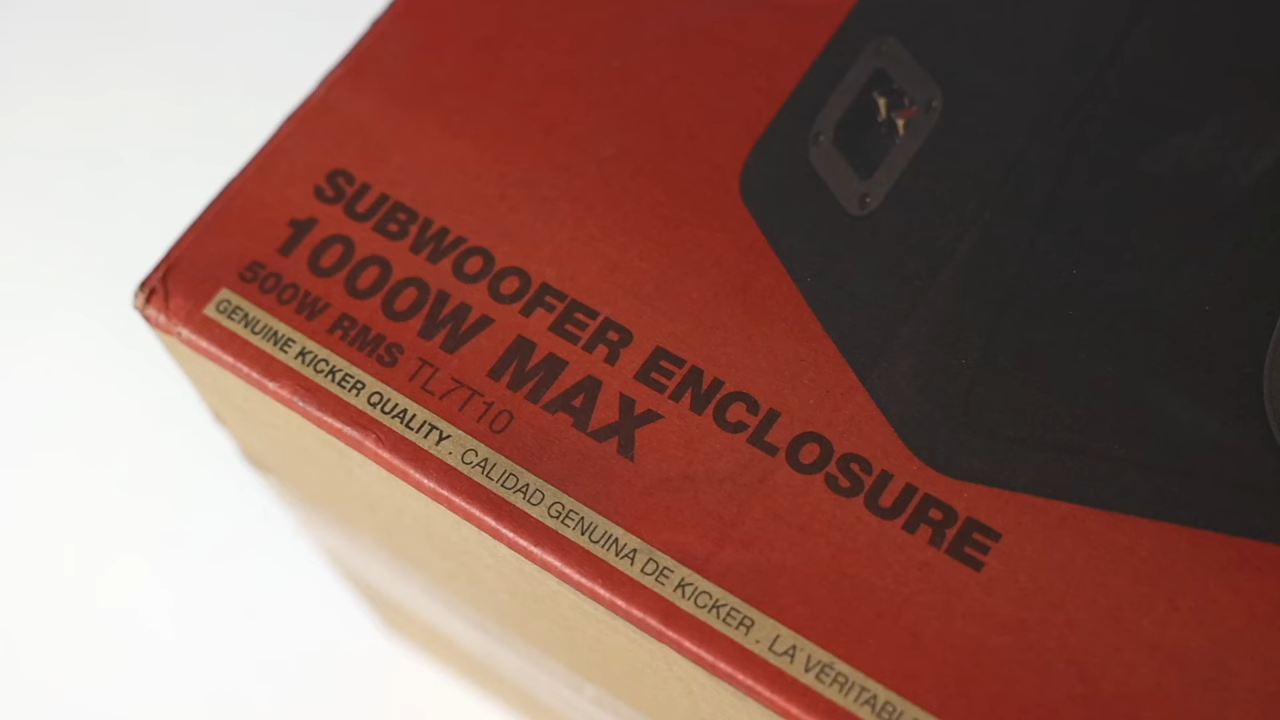 SUBWOOFER ENCLOSURE
1000W MAX
500W RMS TL7T10
GENUINE KICKER QUALITY . CALIDAD GENUINA DE KICKER . LA VÉRITABL